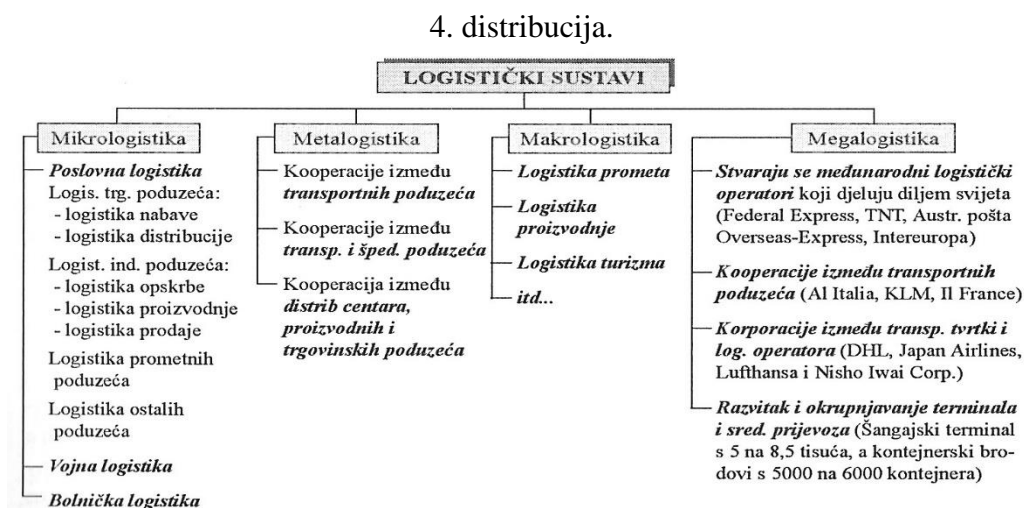 4. distribucija.
LOGISTIČKI SUSTAVI
Mikrologistika
Poslovna logistika
Logis. trg. poduzeća:
- logistika nabave
- logistika distribucije
Logist. ind. poduzeća:
- logistika opskrbe
- logistika proizvodnje
- logistika prodaje
Logistika prometnih
poduzeća
Logistika ostalih
poduzeća
Vojna logistika
Bolnička logistika
Metalogistika
Kooperacije između
transportnih poduzeća
Kooperacije između
transp. i šped. poduzeća
Kooperacija između
distrib centara,
proizvodnih i
trgovinskih poduzeća
Makrologistika
Logistika prometa
Logistika
proizvodnje
Logistika turizma
itd...
Megalogistika
Stvaraju se međunarodni logistički
operatori koji djeluju diljem svijeta
(Federal Express, TNT, Austr. pošta
Overseas-Express, Intereuropa)
Kooperacije između transportnih
poduzeća (Al Italia, KLM, Il France)
Korporacije između transp. tvrtki i
log. operatora (DHL, Japan Airlines,
Lufthansa i Nisho Iwai Corp.)
Razvitak i okrupnjavanje terminala
i sred. prijevoza (Šangajski terminal
s 5 na 8,5 tisuća, a kontejnerski bro-
dovi s 5000 na 6000 kontejnera)